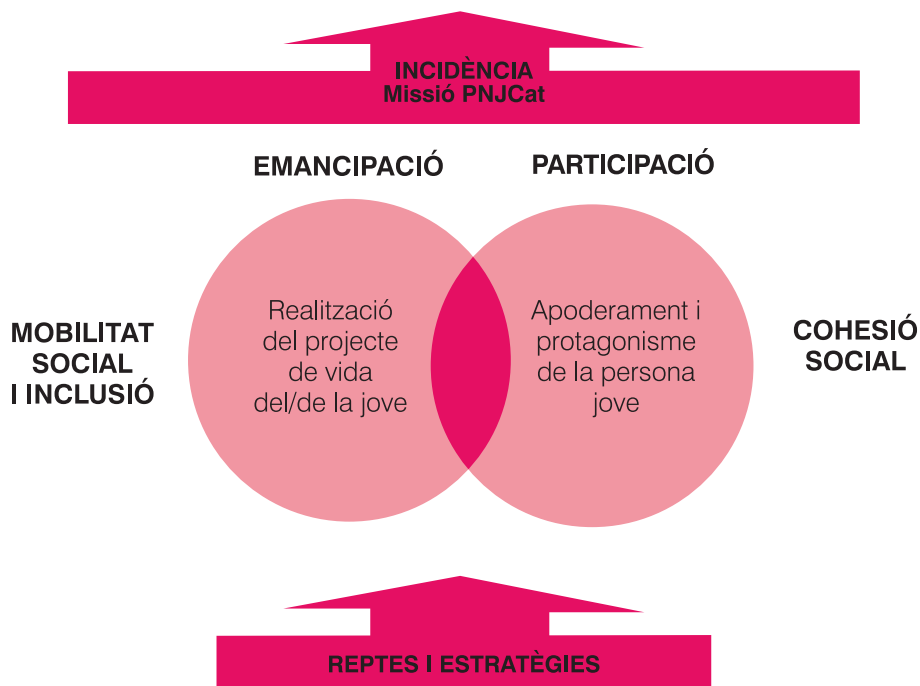 INCIDÈNCIA
Missió PNJCat
EMANCIPACIÓ
PARTICIPACIÓ
MOBILITAT
SOCIAL
I INCLUSIÓ
Realització
del projecte
de vida
del/de la jove
Apoderament i
protagonisme
de la persona
jove
COHESIÓ
SOCIAL
REPTES I ESTRATÈGIES